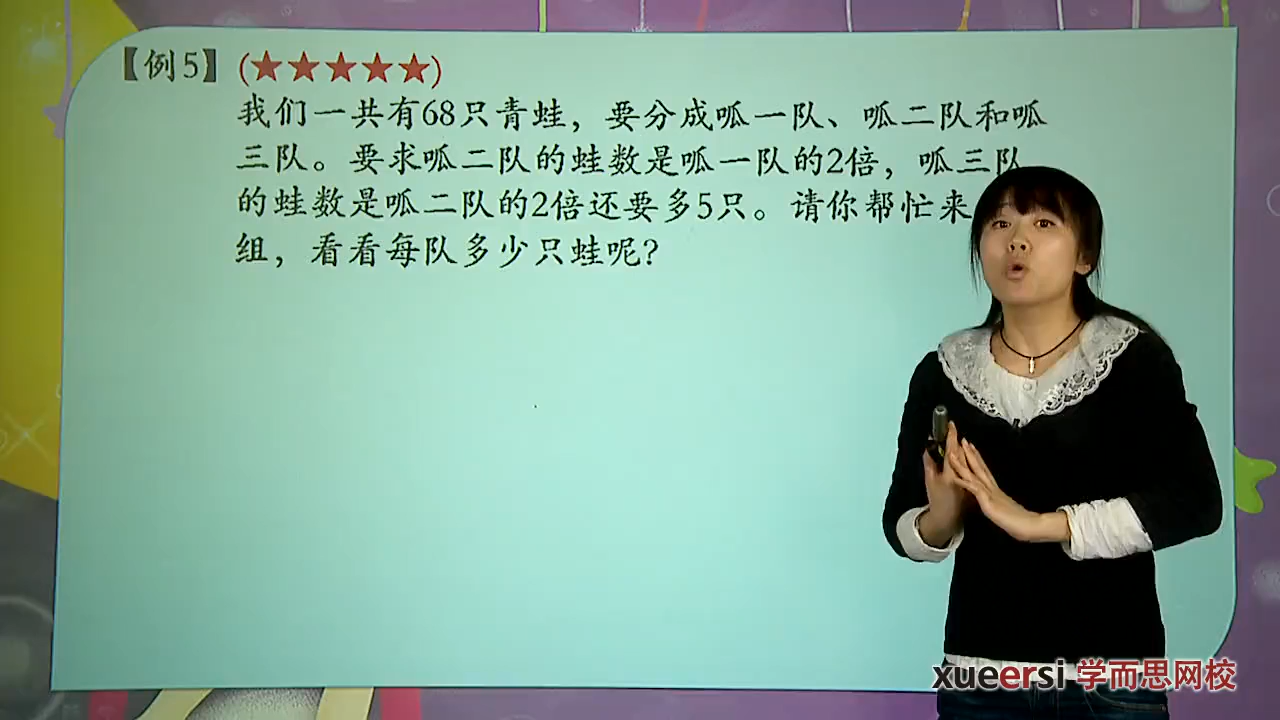 【例5】(★★★★★)
我们一共有68只青蛙，要分成呱一队、呱二队和呱
三队。要求呱二队的蛙数是呱一队的2倍，呱三队
的蛙数是呱二队的2倍还要多5只。请你帮忙来
组，看看每队多少只蛙呢？
xueersi 学而思网校